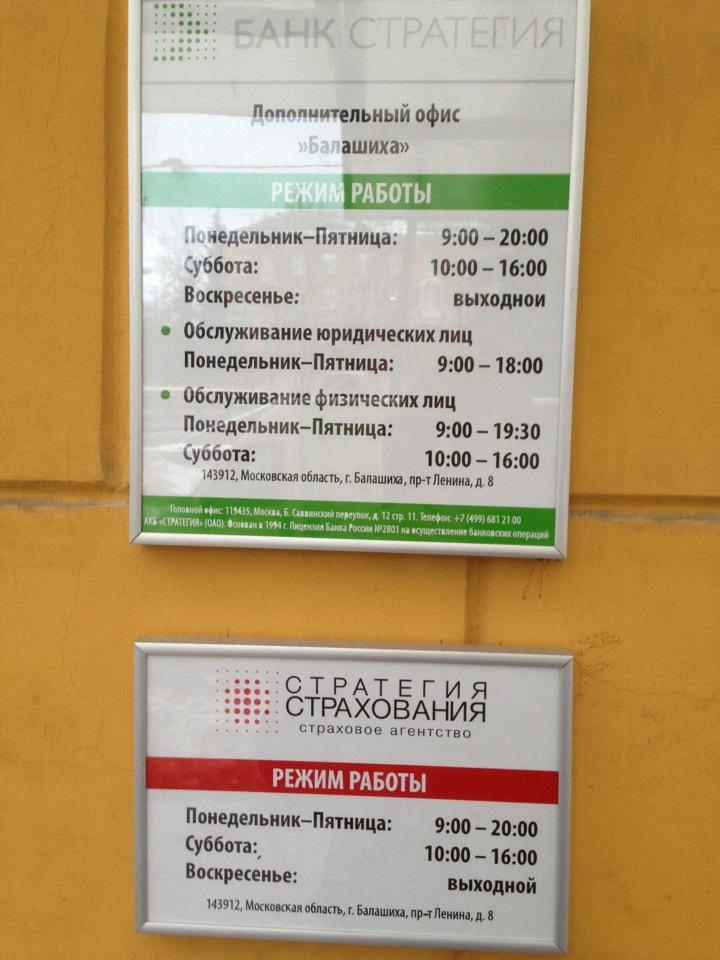 БАНК СТРАТЕГИЯ
Дополнительный офис
»Балашиха»
РЕЖИМ РАБОТЫ
Понедельник–Пятница: 9:00 – 20:00
Суббота: 10:00 – 16:00
Воскресенье: выходнои
• Обслуживание юридических лиц
Понедельник–Пятница: 9:00 – 18:00
• Обслуживание физических лиц
Понедельник–Пятница: 9:00 – 19:30
Суббота: 10:00 – 16:00
143912, Московская область, г. Балашиха, пр-т Ленина, д. 8
Головной офис: 119435, Москва, Б. Саввинский переулок, д. 12 стр. 11. Телефон: +7 (499) 681 21 00
АКБ «СТРАТЕГИЯ» (ОАО). Основан в 1994 г. Лицензия Банка России №2801 на осуществление банковских операций
СТРАТЕГИЯ
СТРАХОВАНИЯ
страховое агентство
РЕЖИМ РАБОТЫ
Понедельник–Пятница: 9:00 – 20:00
Суббота: 10:00 – 16:00
Воскресенье: выходной
143912, Московская область, г. Балашиха, пр-т Ленина, д. 8